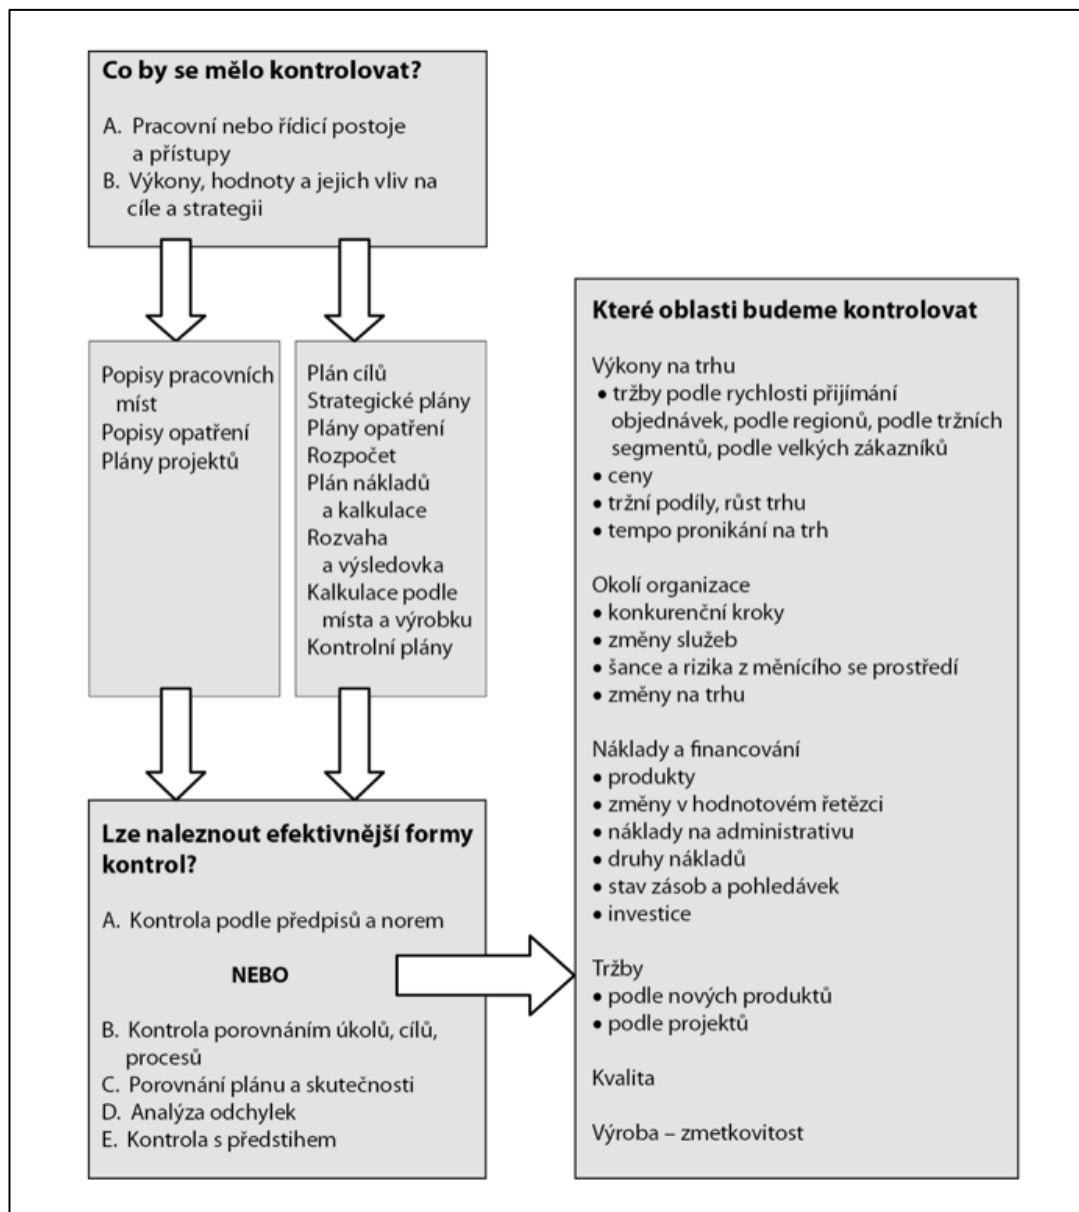 Co by se mělo kontrolovat?
A. Pracovní nebo řídicí postoje
a přístupy
B. Výkony, hodnoty a jejich vliv na
cíle a strategii
Popisy pracovních
míst
Popisy opatření
Plány projektů
Plán cílů
Strategické plány
Plány opatření
Rozpočet
Plán nákladů
a kalkulace
Rozvaha
a výsledovka
Kalkulace podle
místa a výrobku
Kontrolní plány
Lze naleznout efektivnější formy
kontrol?
A. Kontrola podle předpisů a norem
NEBO
B. Kontrola porovnáním úkolů, cílů,
procesů
C. Porovnání plánu a skutečnosti
D. Analýza odchylek
E. Kontrola s předstihem
Které oblasti budeme kontrolovat
Výkony na trhu
• tržby podle rychlosti přijímání
objednávek, podle regionů, podle tržních
segmentů, podle velkých zákazníků
• ceny
• tržní podíly, růst trhu
• tempo pronikání na trh
Okolí organizace
• konkurenční kroky
• změny služeb
• šance a rizika z měnícího se prostředí
• změny na trhu
Náklady a financování
• produkty
• změny v hodnotovém řetězci
• náklady na administrativu
• druhy nákladů
• stav zásob a pohledávek
• investice
Tržby
• podle nových produktů
• podle projektů
Kvalita
Výroba – zmetkovitost